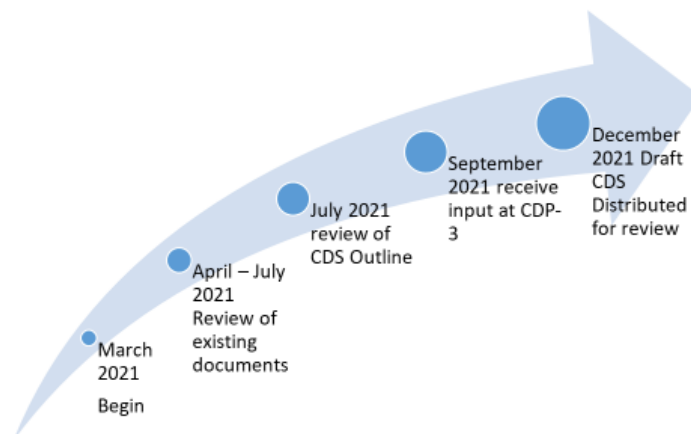 March
2021
Begin
April – July
2021
Review of
existing
documents
July 2021
review of
CDS Outline
September
2021 receive
input at CDP-
3
December
2021 Draft
CDS
Distributed
for review